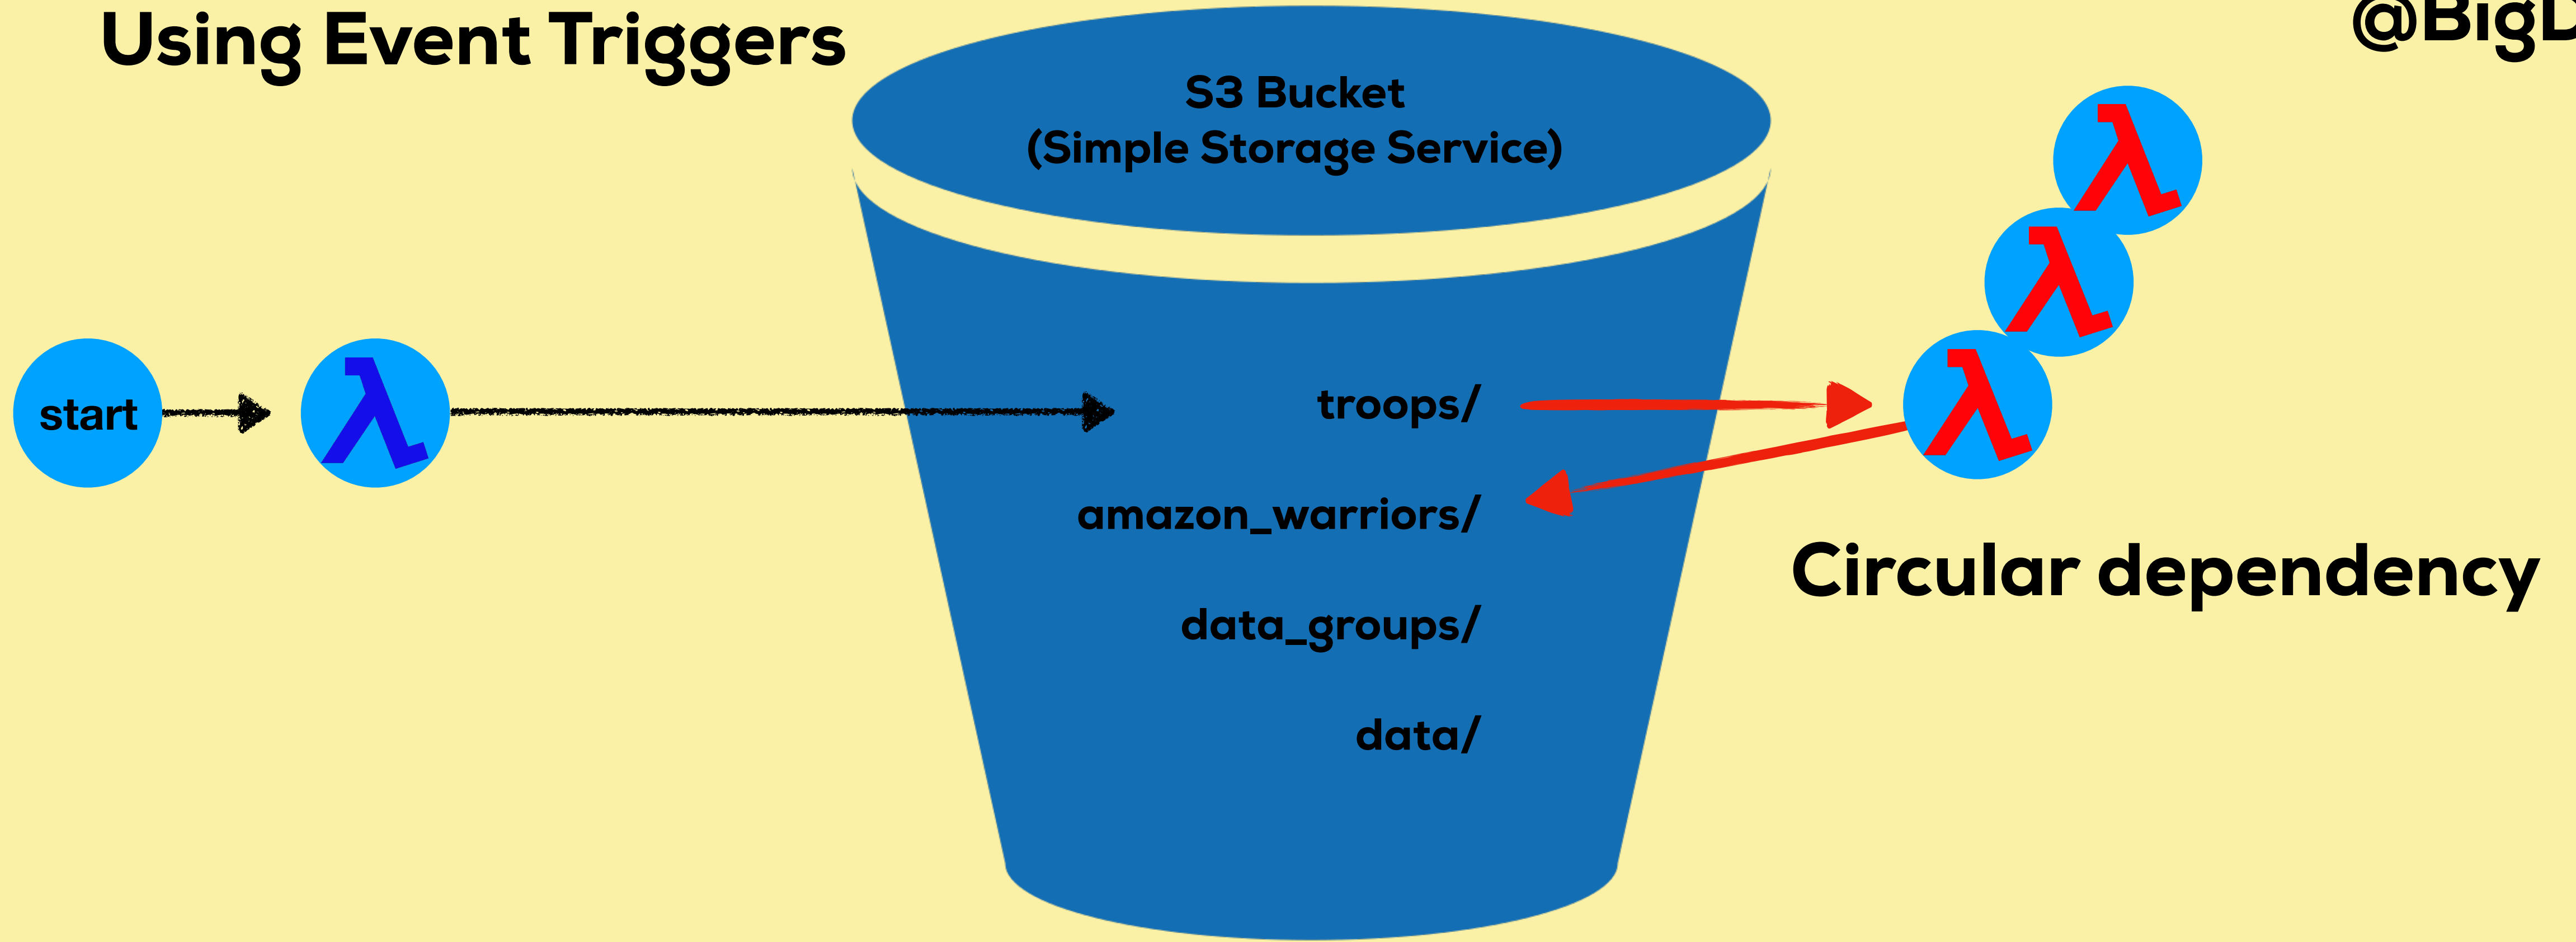 Using Event Triggers
S3 Bucket
(Simple Storage Service)
start
λ
troops/
amazon_warriors/
data_groups/
data/
λ
λ
λ
Circular dependency